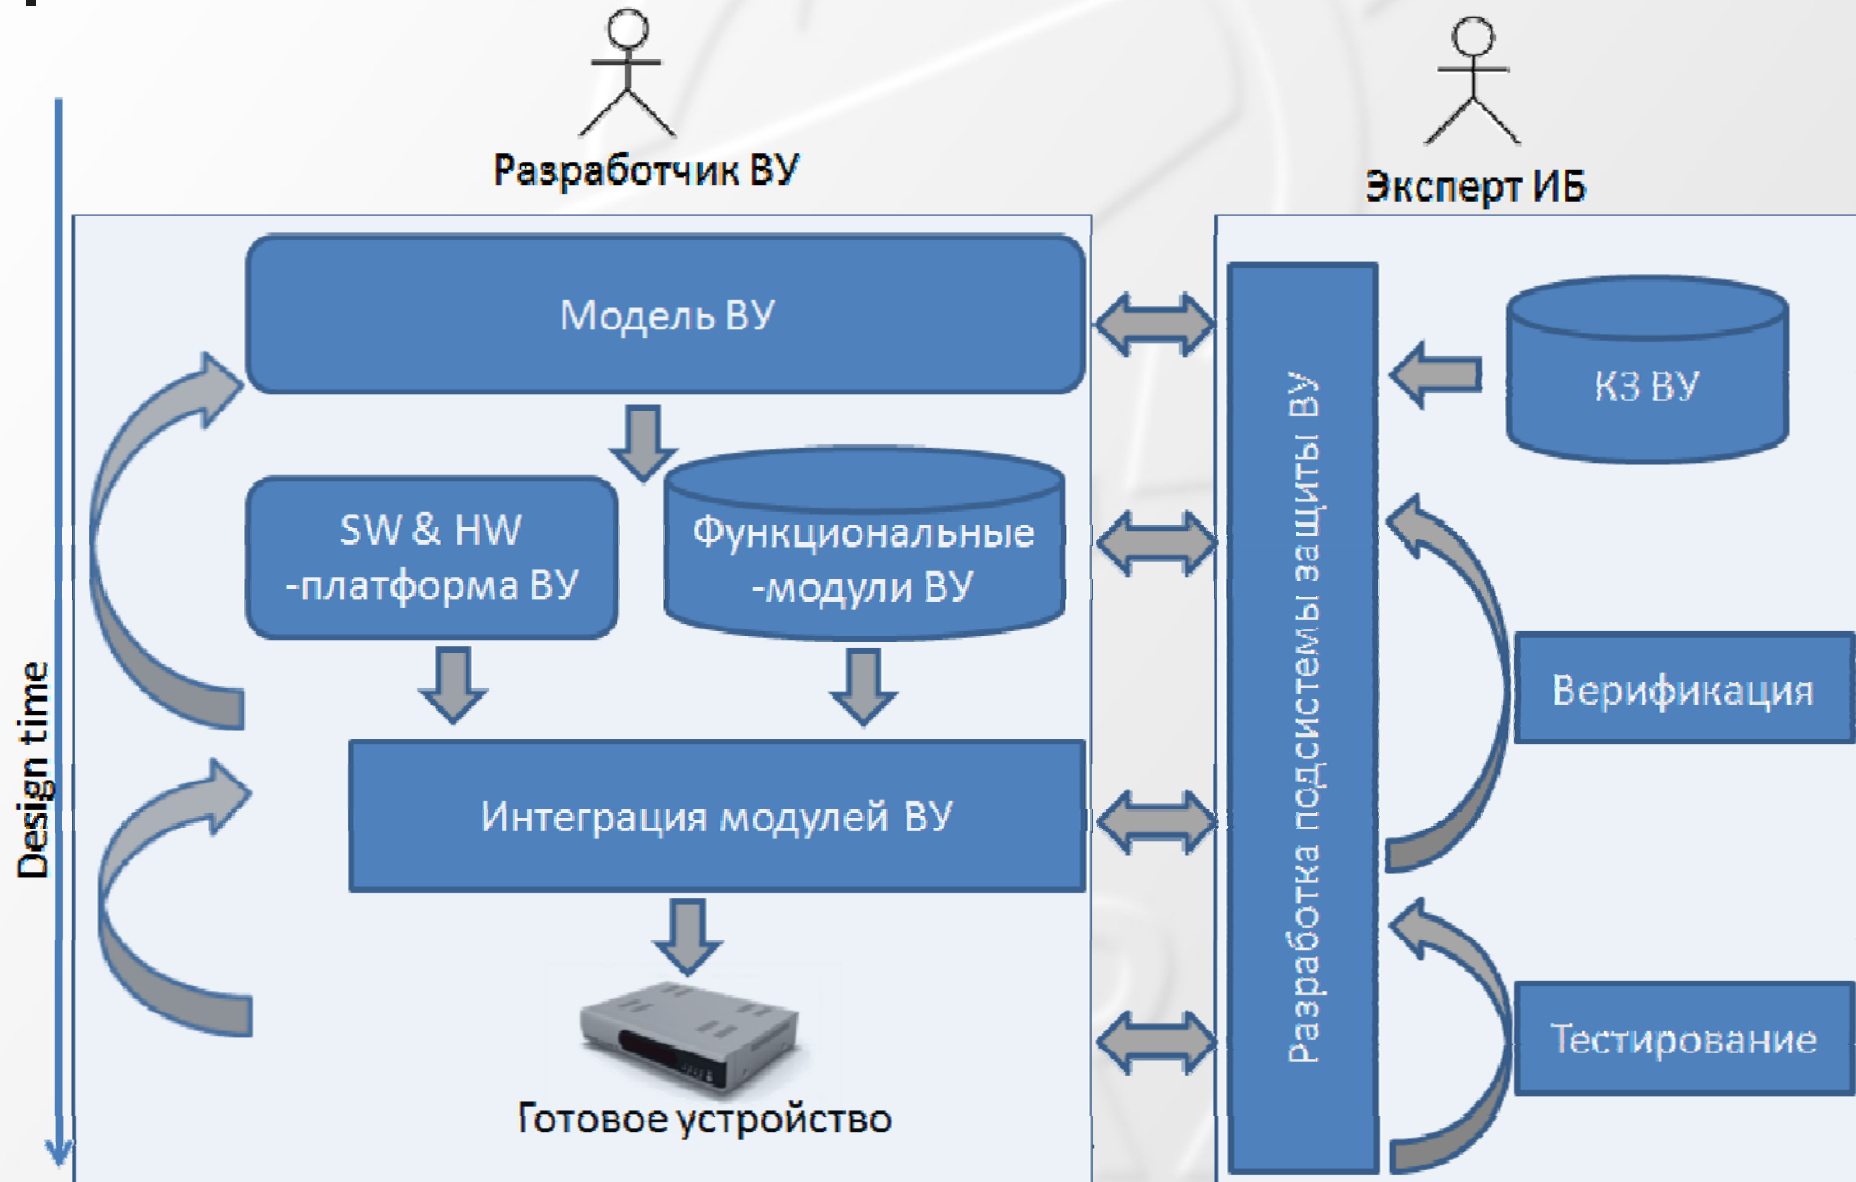 Разработчик ВУ
Эксперт ИБ
Design time
Модель ВУ
SW & HW
-платформа ВУ
Функциональные
-модули ВУ
Интеграция модулей ВУ
Готовое устройство
Разработка подсистемы защиты ВУ
КЗ ВУ
Верификация
Тестирование